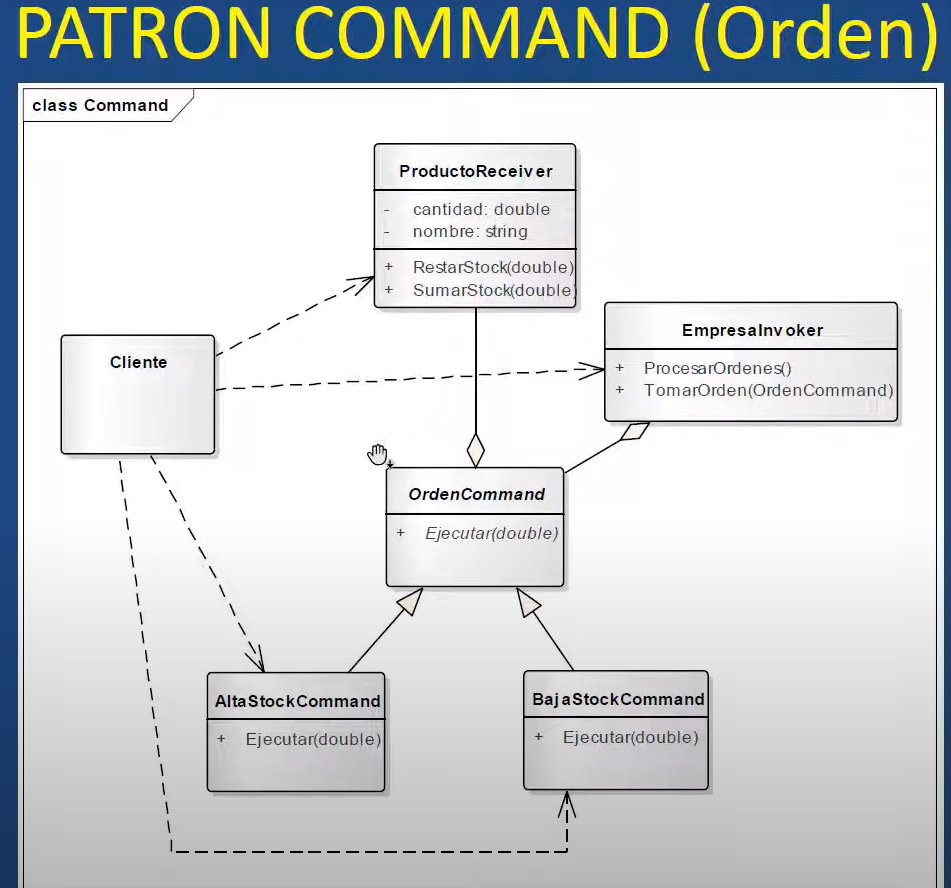 PATRON COMMAND (Orden)
class Command
ProductoReceiver
- cantidad: double
- nombre: string
+ RestarStock(double)
+ SumarStock(double)
EmpresaInvoker
+ ProcesarOrdenes()
+ TomarOrden(OrdenCommand)
Cliente
OrdenCommand
+ Ejecutar(double)
AltaStockCommand
+ Ejecutar(double)
BajaStockCommand
+ Ejecutar(double)